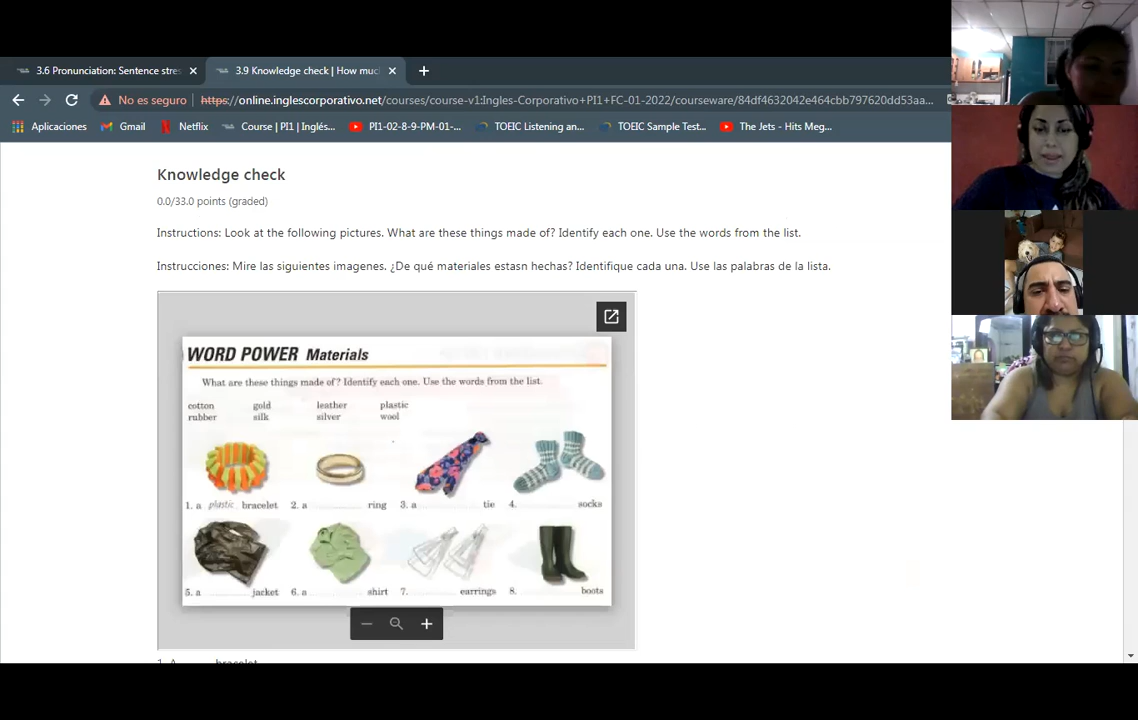 3.6 Pronunciation: Sentence stres
3.9 Knowledge check | How muc
No es seguro
https://online.inglescorporativo.net/courses/course-v1:Ingles-Corporativo+PI1+FC-01-2022/courseware/84df4632042e464cbb797620dd53aa...
Aplicaciones
Gmail
Netflix
Course | PI1 | Inglés...
PI1-02-8-9-PM-01-...
TOEIC Listening an...
TOEIC Sample Test...
The Jets - Hits Meg...
Knowledge check
0.0/33.0 points (graded)
Instructions: Look at the following pictures. What are these things made of? Identify each one. Use the words from the list.
Instrucciones: Mire las siguientes imagenes. ¿De qué materiales estasn hechas? Identifique cada una. Use las palabras de la lista.
WORD POWER Materials
What are these things made of? Identify each one. Use the words from the list.
cotton gold leather plastic
rubber silk silver wool
1. a plastic bracelet 2. a ring 3. a tie 4. socks
5. a jacket 6. a shirt 7. earrings 8. boots
1. A bracelet